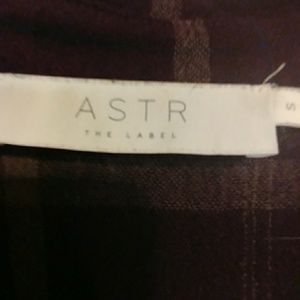 ASTR
THE LABEL
S